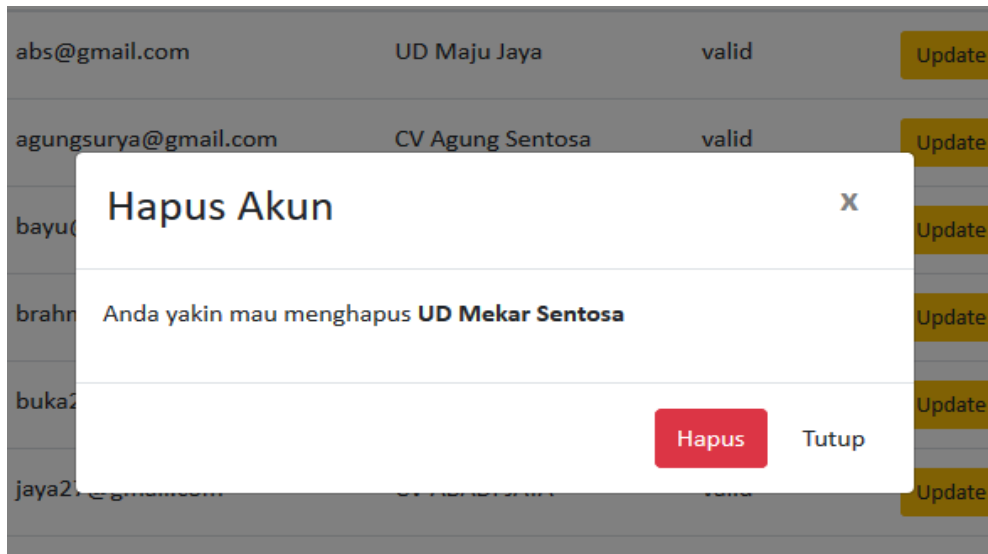 abs@gmail.com UD Maju Jaya valid Update
agungsurya@gmail.com CV Agung Sentosa valid Update
Hapus Akun x
Update
Anda yakin mau menghapus UD Mekar Sentosa
Update
Update
Hapus Tutup
Update